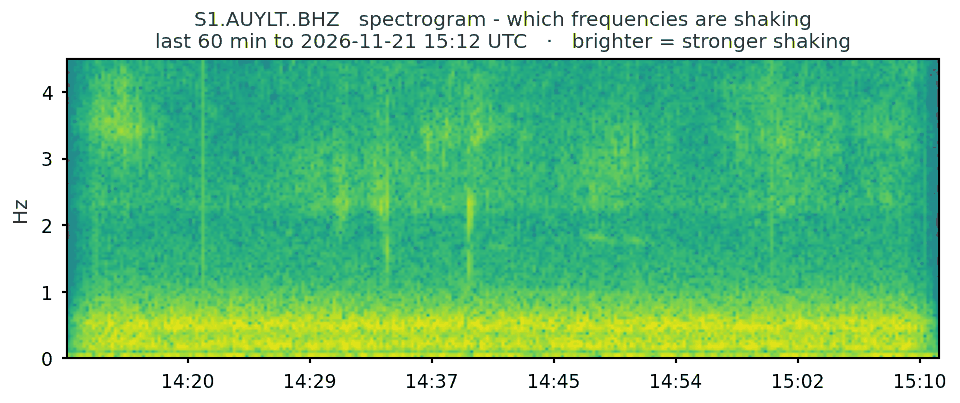 S1.AUYLT..BHZ   spectrogram - which frequencies are shaking
last 60 min to 2026-11-21 15:12 UTC   ·   brighter = stronger shaking
4
3
Hz
2
1
0
14:20 14:29 14:37 14:45 14:54 15:02 15:10